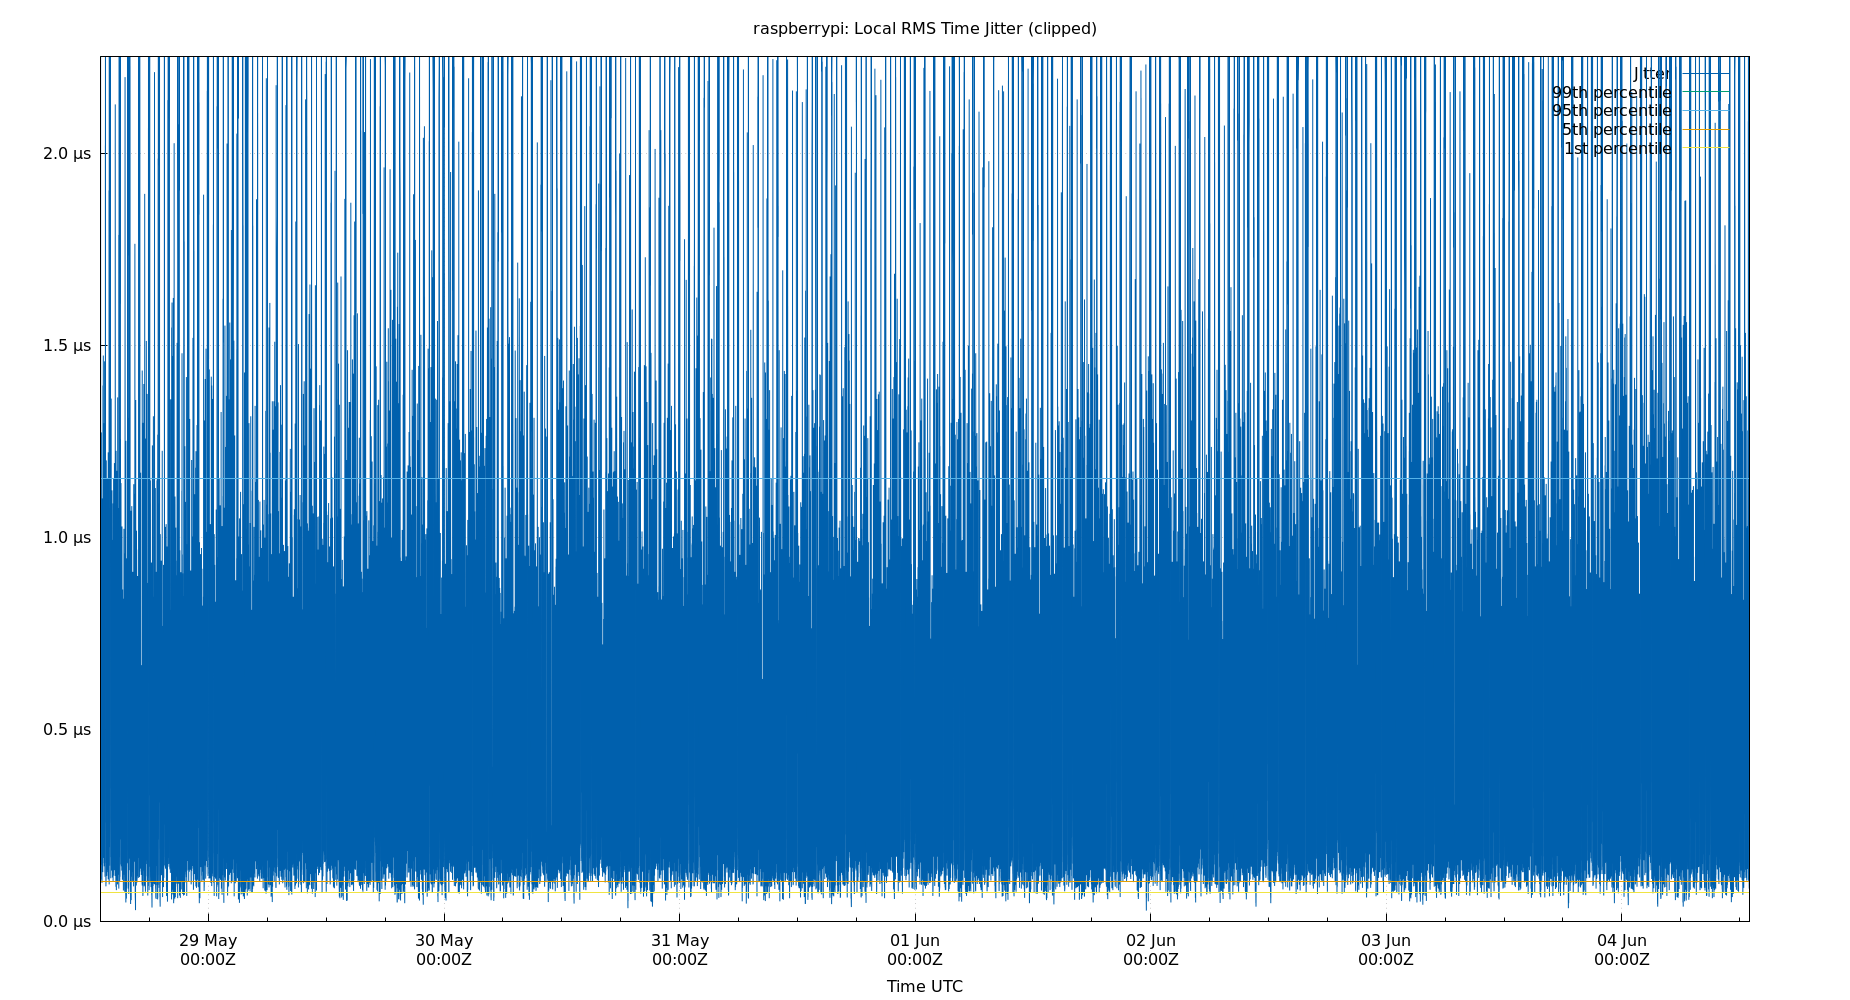 raspberrypi: Local RMS Time Jitter (clipped)
Jitter
99th percentile
95th percentile
5th percentile
1st percentile
2.0 μs
1.5 μs
1.0 μs
0.5 μs
0.0 μs
29 May 30 May 31 May 01 Jun 02 Jun 03 Jun 04 Jun
00:00Z 00:00Z 00:00Z 00:00Z 00:00Z 00:00Z 00:00Z
Time UTC